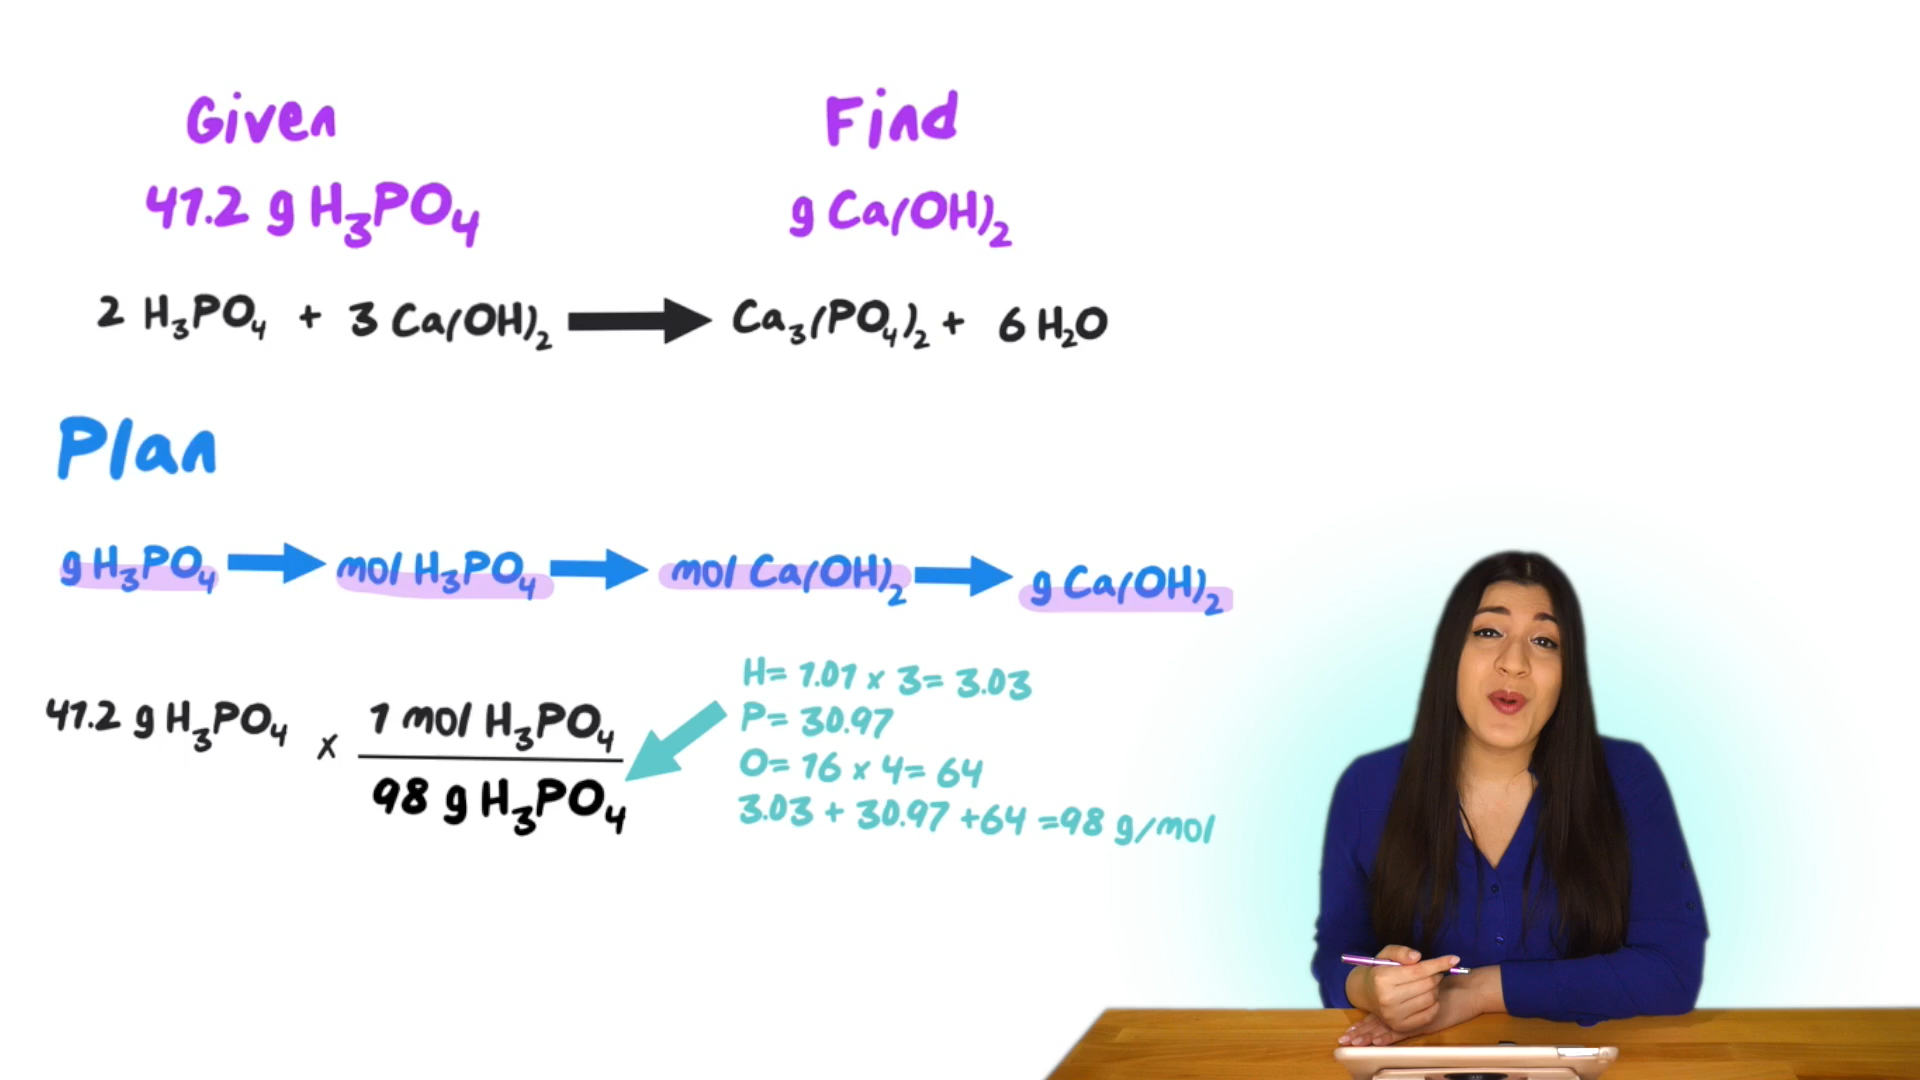 Given
Find
41.2 g H₃PO₄
g Ca(OH)₂
2 H₃PO₄ + 3 Ca(OH)₂ → Ca₃(PO₄)₂ + 6 H₂O
Plan
g H₃PO₄ → mol H₃PO₄ → mol Ca(OH)₂ → g Ca(OH)₂
41.2 g H₃PO₄ x
1 mol H₃PO₄
98 g H₃PO₄
H= 1.01 x 3= 3.03
P= 30.97
O= 16 x 4= 64
3.03 + 30.97 +64 =98 g/mol